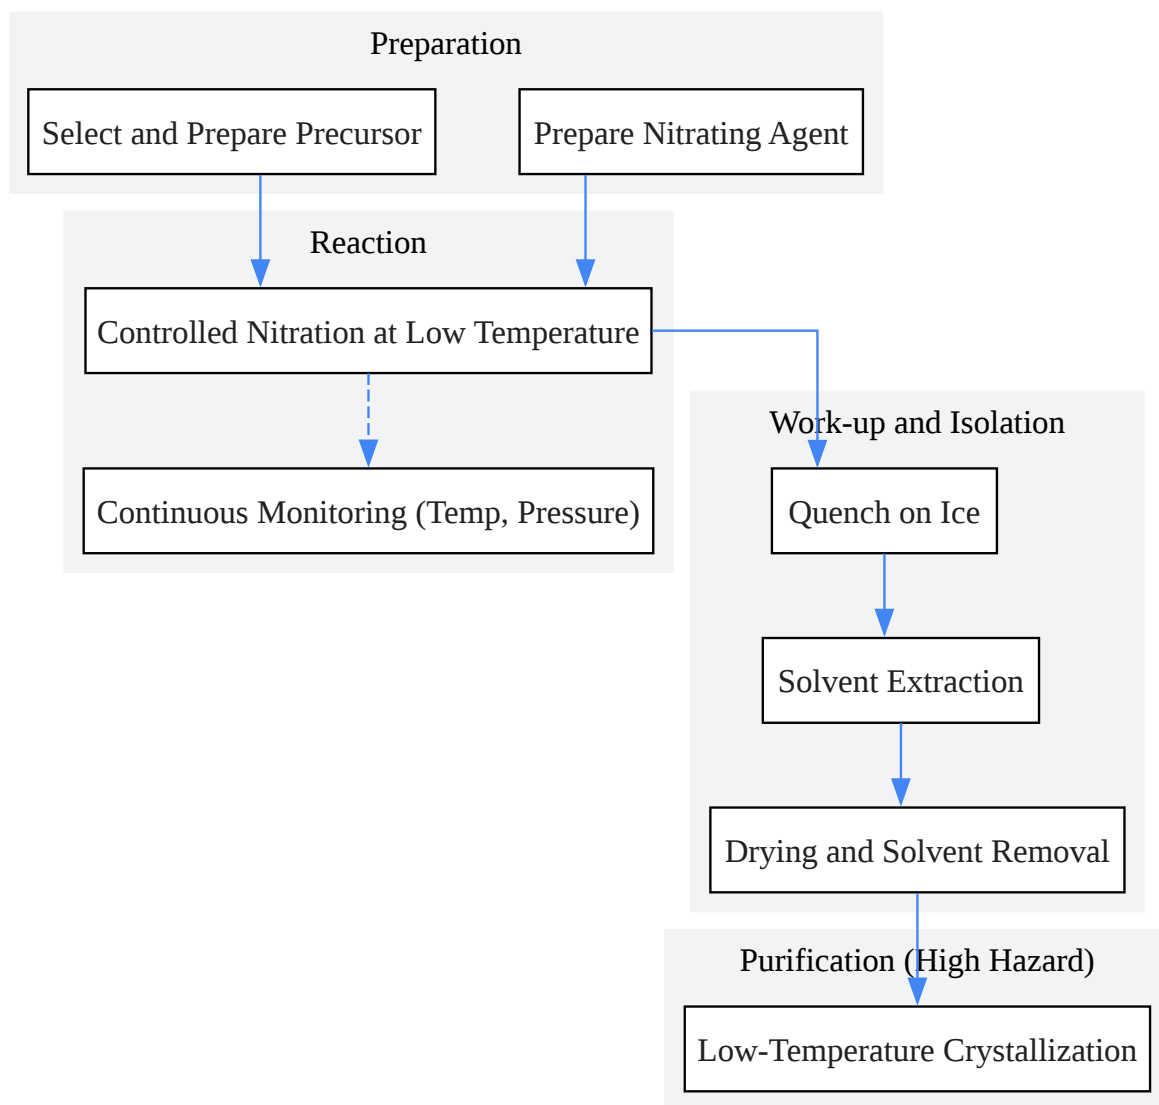 Preparation
Select and Prepare Precursor
Prepare Nitrating Agent
Reaction
Controlled Nitration at Low Temperature
Continuous Monitoring (Temp, Pressure)
Work-up and Isolation
Quench on Ice
Solvent Extraction
Drying and Solvent Removal
Purification (High Hazard)
Low-Temperature Crystallization